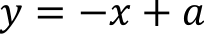 y = −x + a